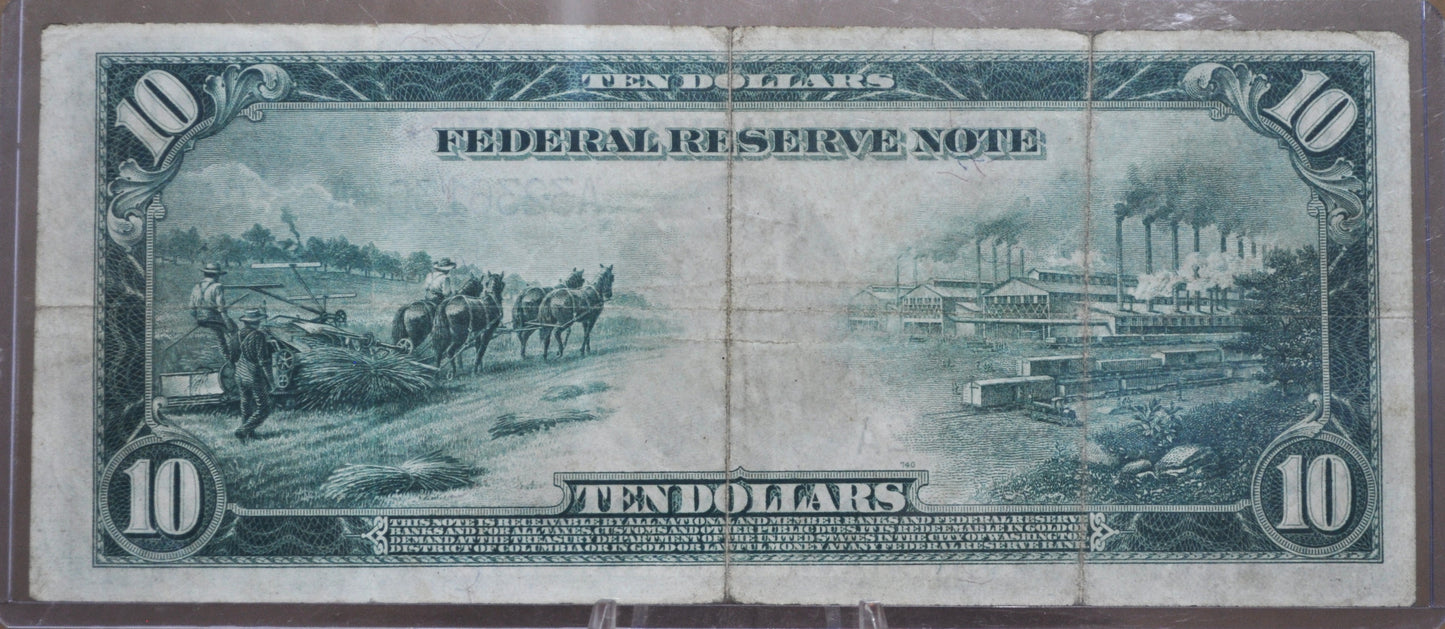 10 TEN DOLLARS 10
FEDERAL RESERVE NOTE
740
10 TEN DOLLARS 10
THIS NOTE IS RECEIVABLE BY ALL NATIONAL AND MEMBER BANKS AND FEDERAL RESERVE
BANKS AND FOR ALL TAXES, CUSTOMS AND OTHER PUBLIC DUES. IT IS REDEEMABLE IN GOLD ON
DEMAND AT THE TREASURY DEPARTMENT OF THE UNITED STATES IN THE CITY OF WASHINGTON,
DISTRICT OF COLUMBIA OR IN GOLD OR LAWFUL MONEY AT ANY FEDERAL RESERVE BANK.